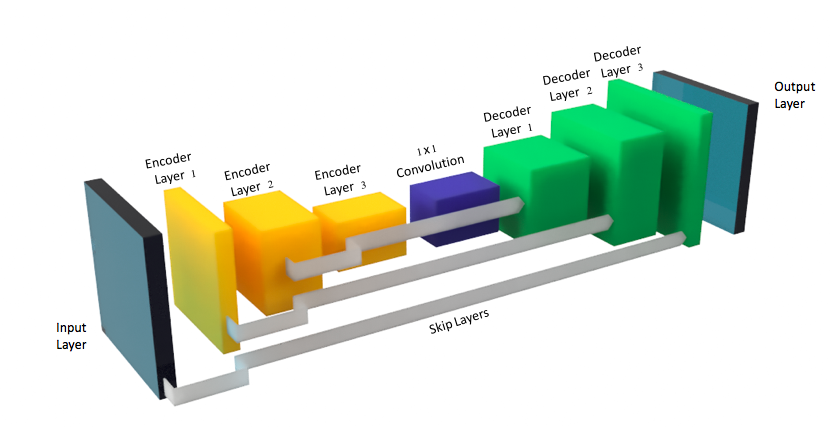 Input
Layer
Encoder
Layer 1
Encoder
Layer 2
Encoder
Layer 3
1 x 1
Convolution
Decoder
Layer 1
Decoder
Layer 2
Decoder
Layer 3
Output
Layer
Skip Layers